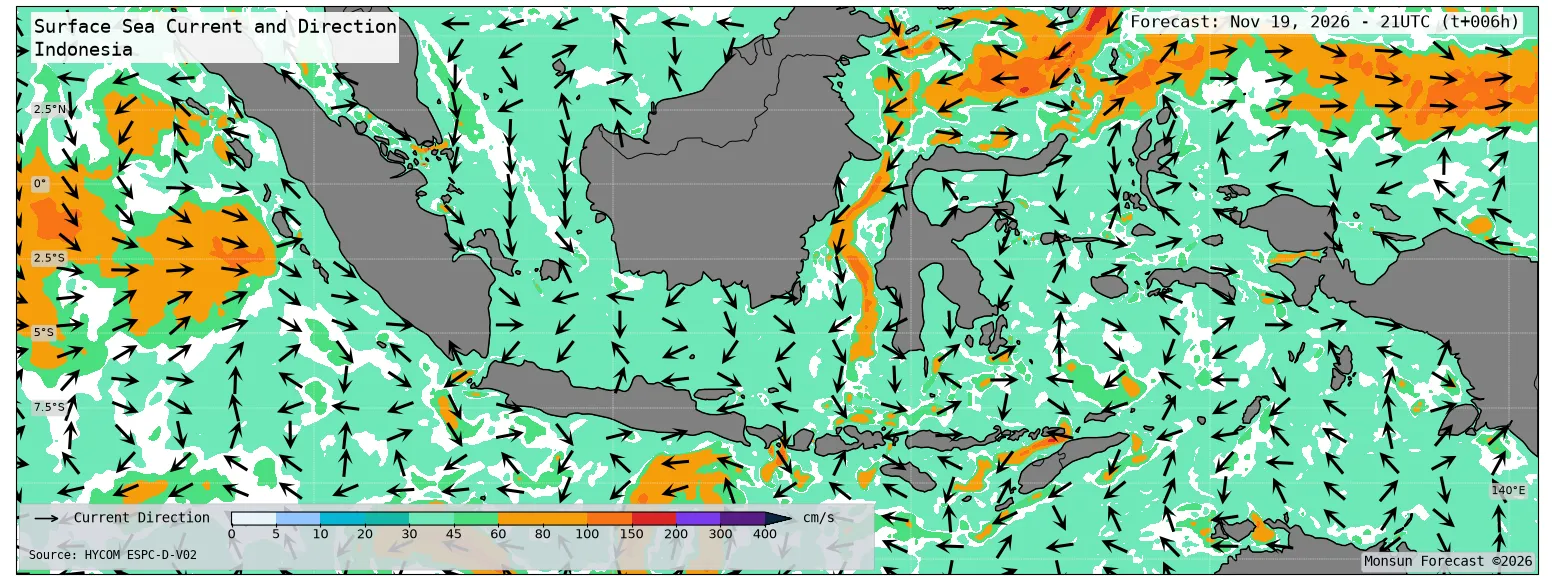 Surface Sea Current and Direction
Indonesia
Forecast: Nov 19, 2026 - 21UTC (t+006h)
2.5°N
0°
2.5°S
5°S
7.5°S
140°E
Current Direction
0 5 10 20 30 45 60 80 100 150 200 300 400 cm/s
Source: HYCOM ESPC-D-V02
Monsun Forecast ©2026